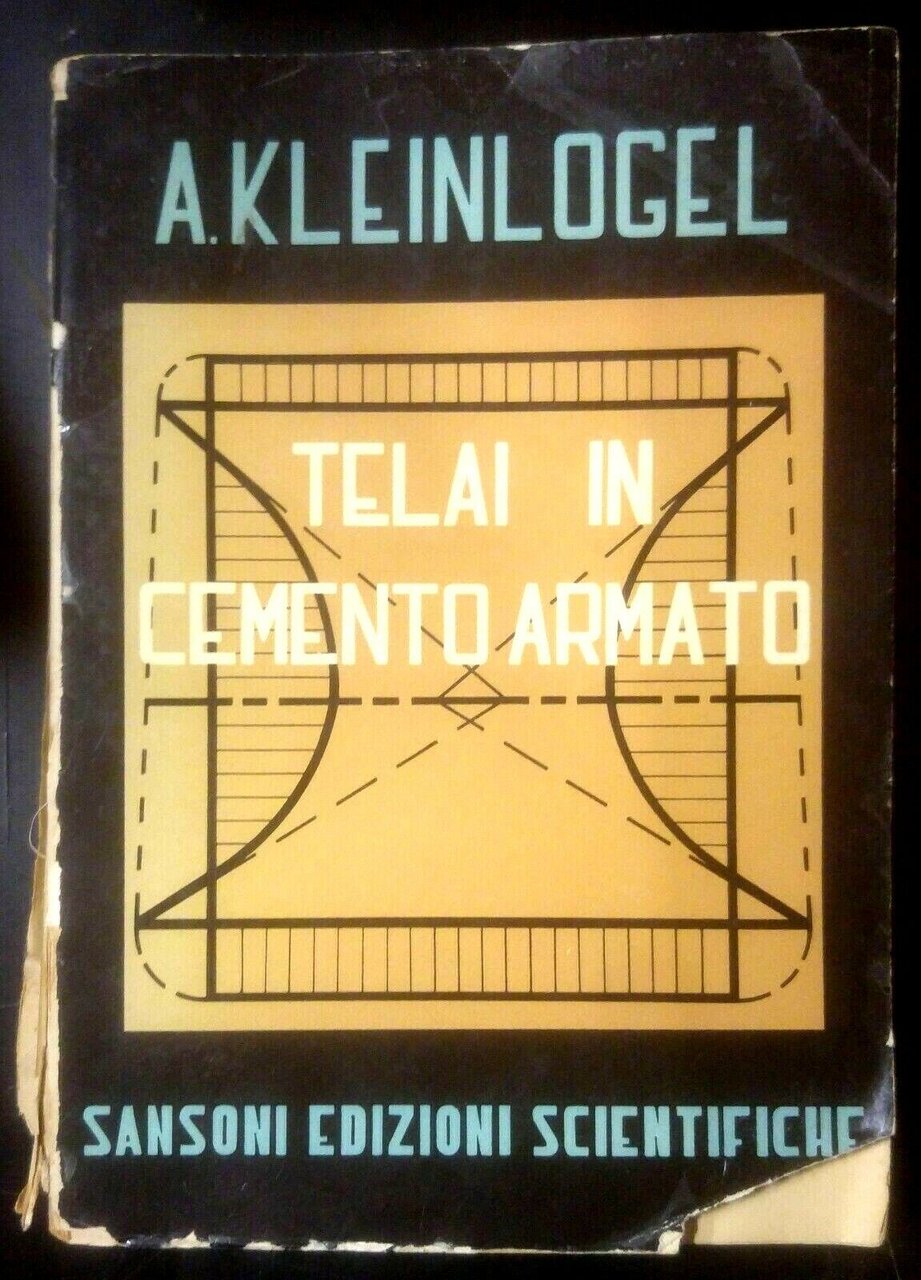 A. KLEINLOGEL
TELAI IN
CEMENTO ARMATO
SANSONI EDIZIONI SCIENTIFICHE